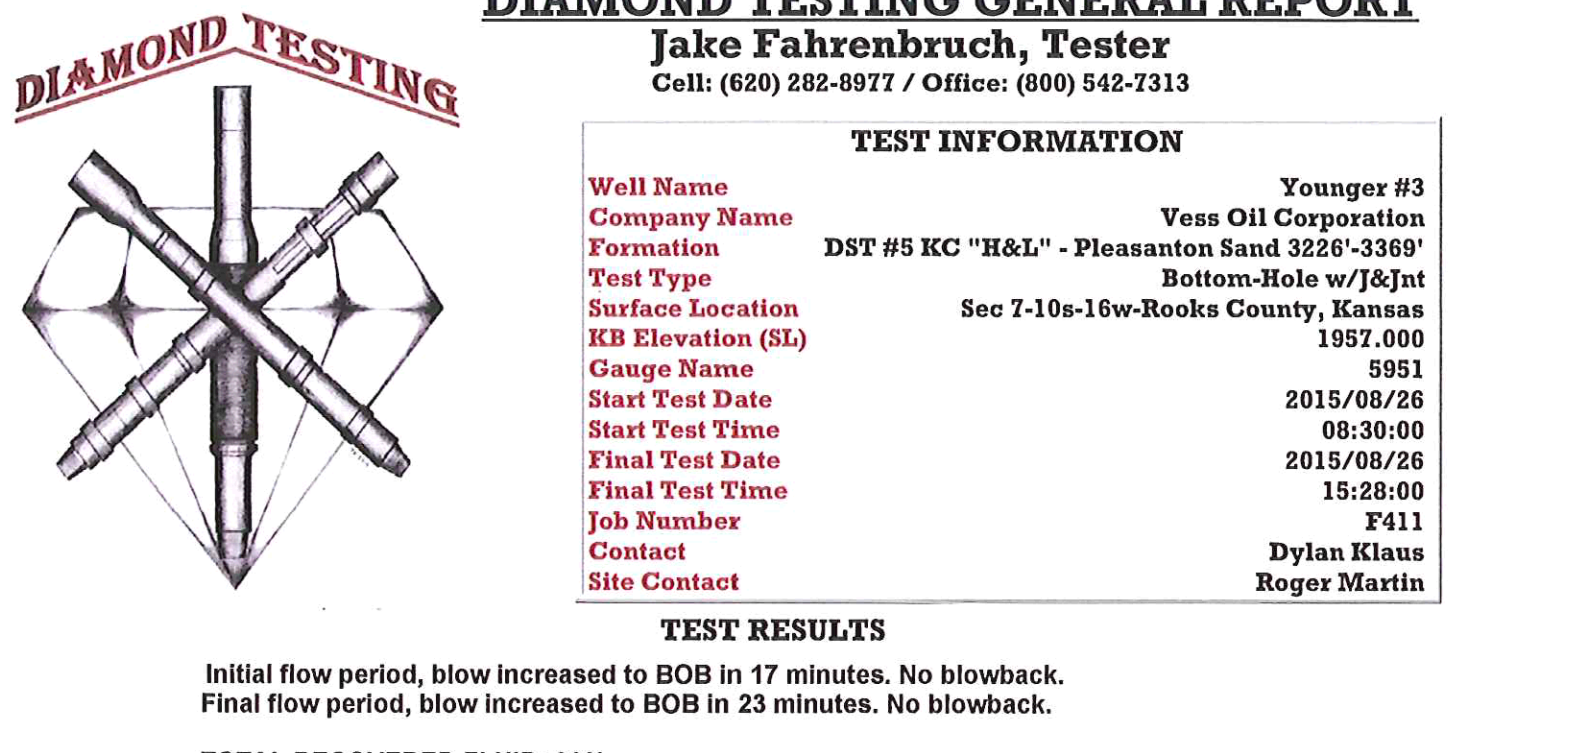 DIAMOND TESTING GENERAL REPORT
DIAMOND TESTING
Jake Fahrenbruch, Tester
Cell: (620) 282-8977 / Office: (800) 542-7313
TEST INFORMATION
Well Name Younger #3
Company Name Vess Oil Corporation
Formation DST #5 KC "H&L" - Pleasanton Sand 3226'-3369'
Test Type Bottom-Hole w/J&Jnt
Surface Location Sec 7-10s-16w-Rooks County, Kansas
KB Elevation (SL) 1957.000
Gauge Name 5951
Start Test Date 2015/08/26
Start Test Time 08:30:00
Final Test Date 2015/08/26
Final Test Time 15:28:00
Job Number F411
Contact Dylan Klaus
Site Contact Roger Martin
TEST RESULTS
Initial flow period, blow increased to BOB in 17 minutes. No blowback.
Final flow period, blow increased to BOB in 23 minutes. No blowback.